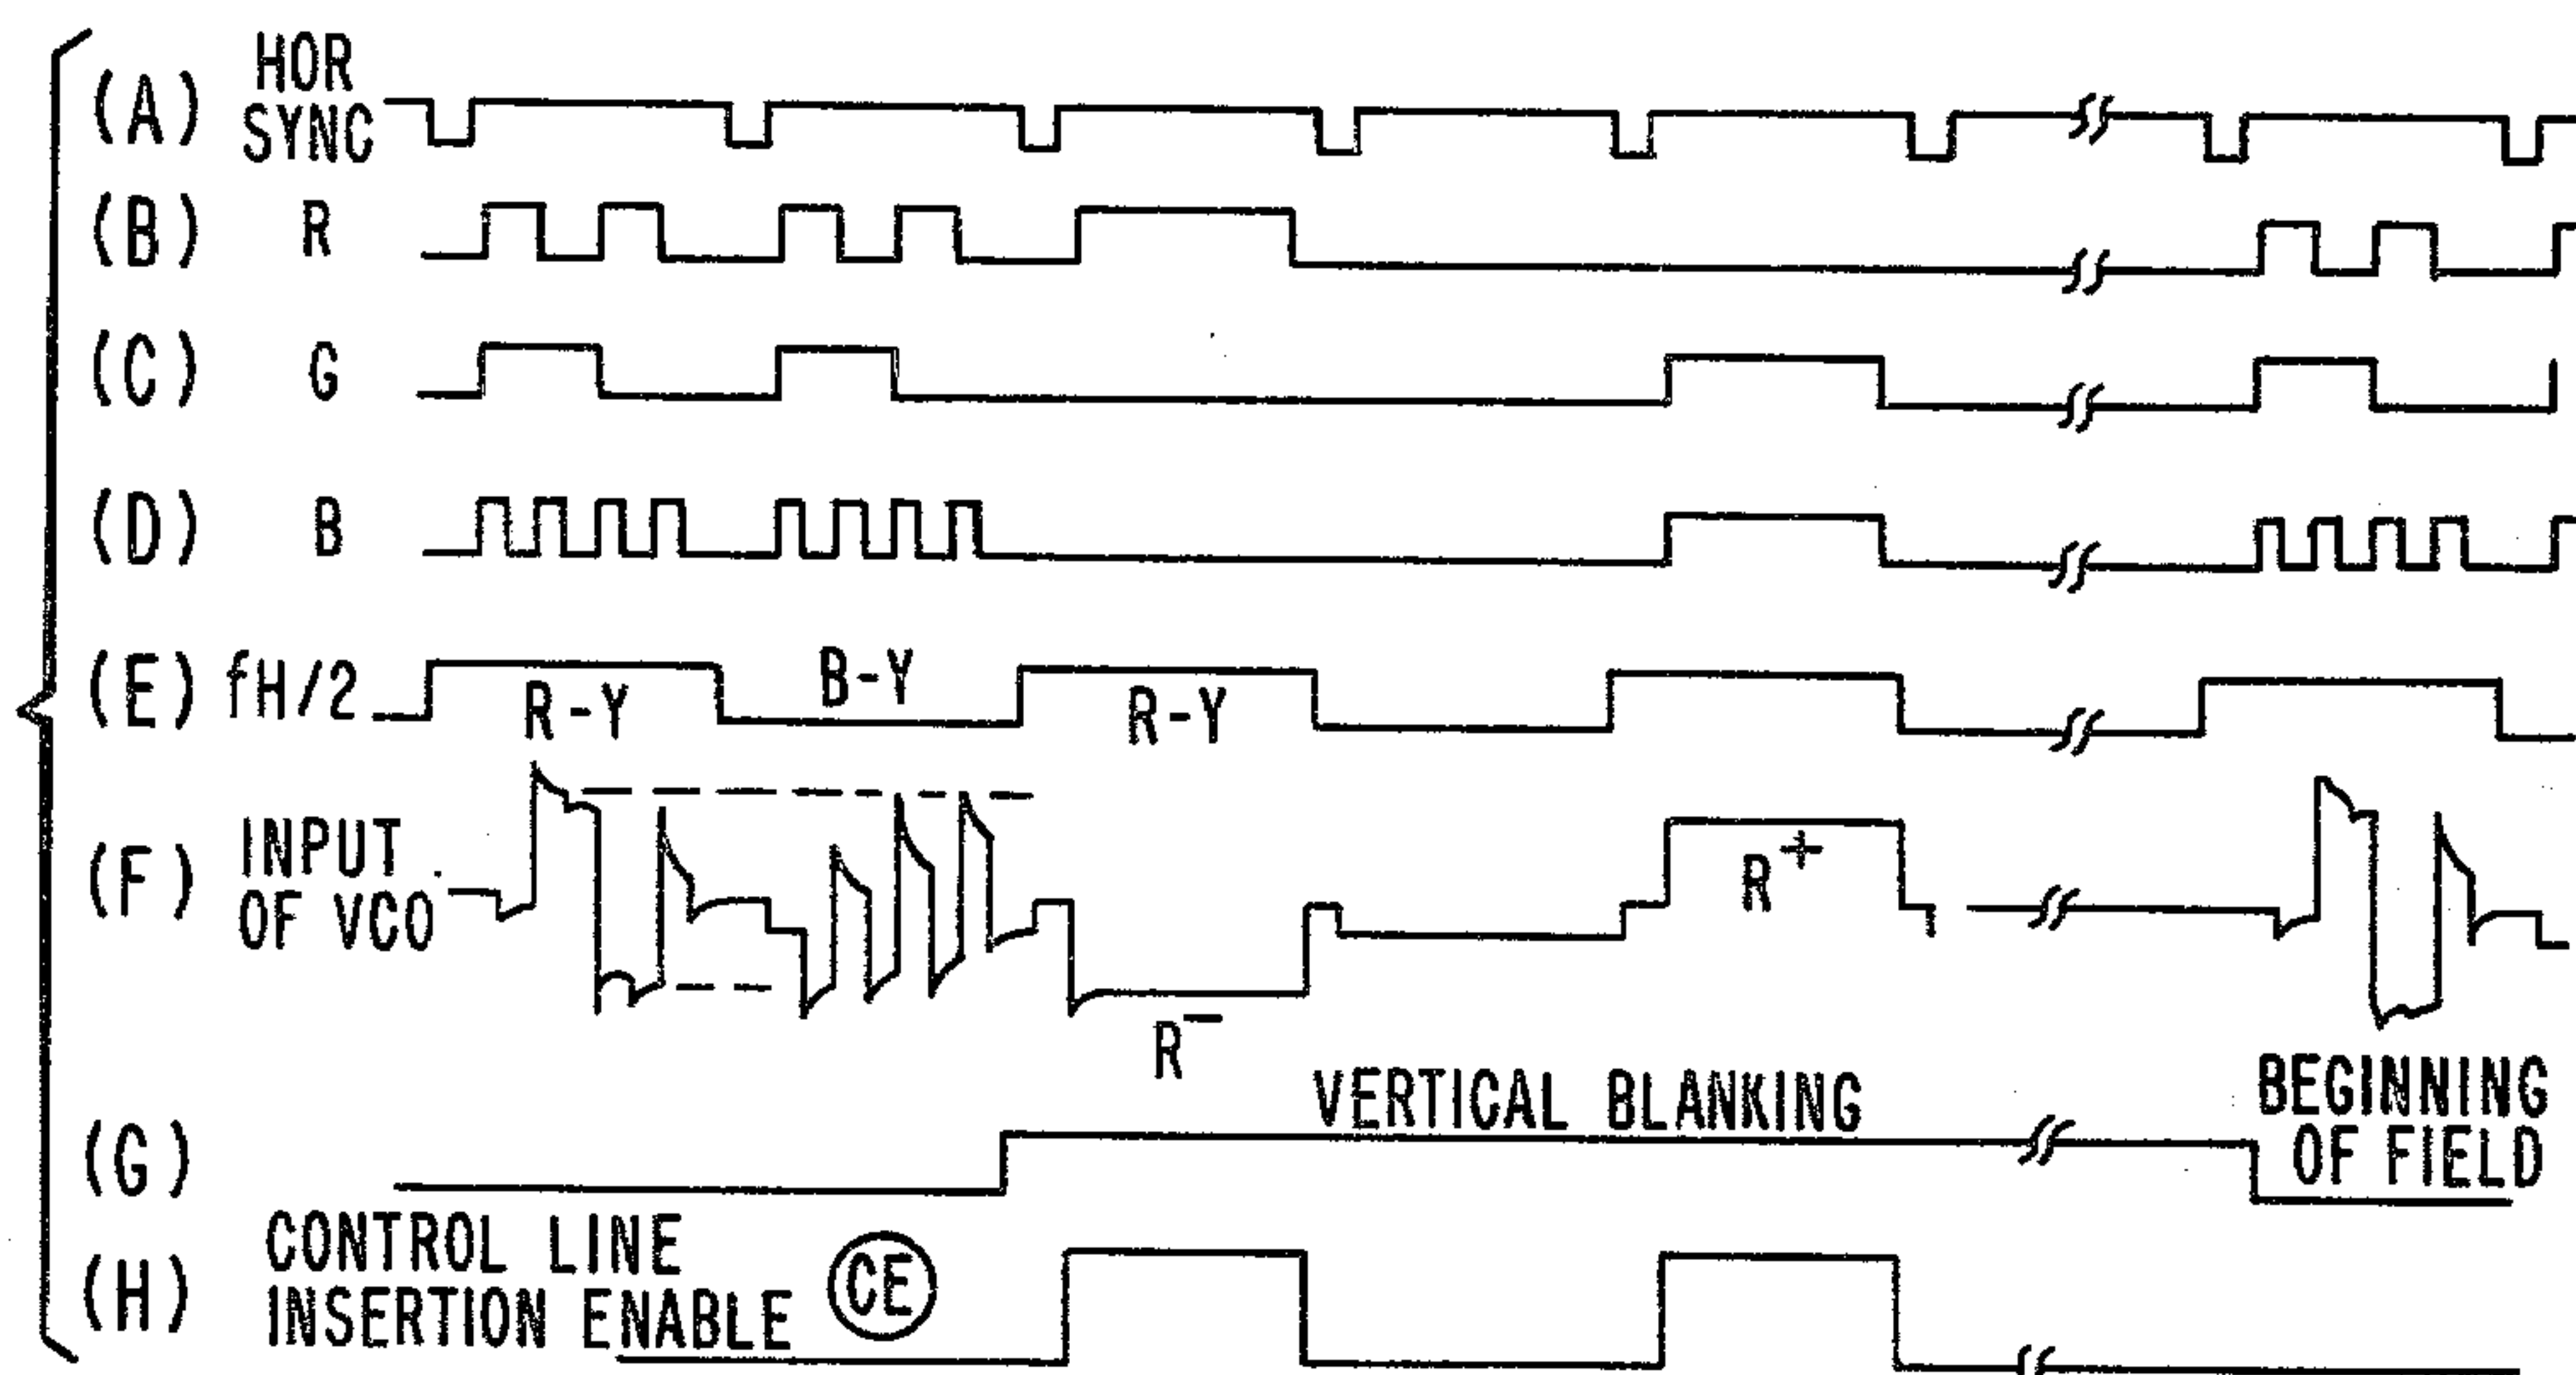 (A) HOR
SYNC
(B) R
(C) G
(D) B
(E) fH/2
R-Y
B-Y
R-Y
(F) INPUT
OF VCO
R⁻
R⁺
(G)
VERTICAL BLANKING
BEGINNING
OF FIELD
(H) CONTROL LINE
INSERTION ENABLE
CE